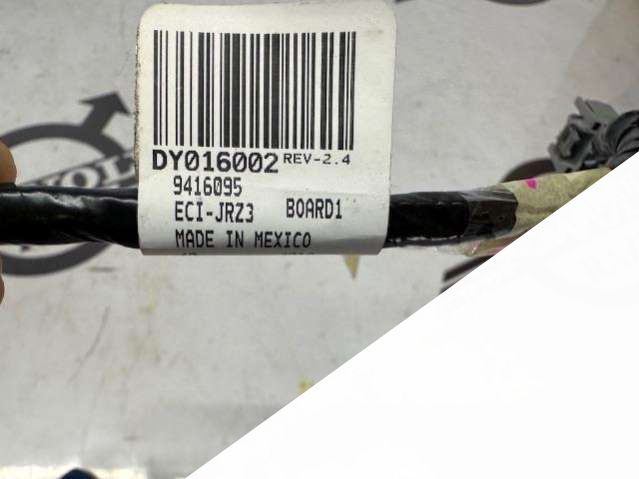 DY016002 REV-2.4
9416095
ECI-JRZ3 BOARD1
MADE IN MEXICO